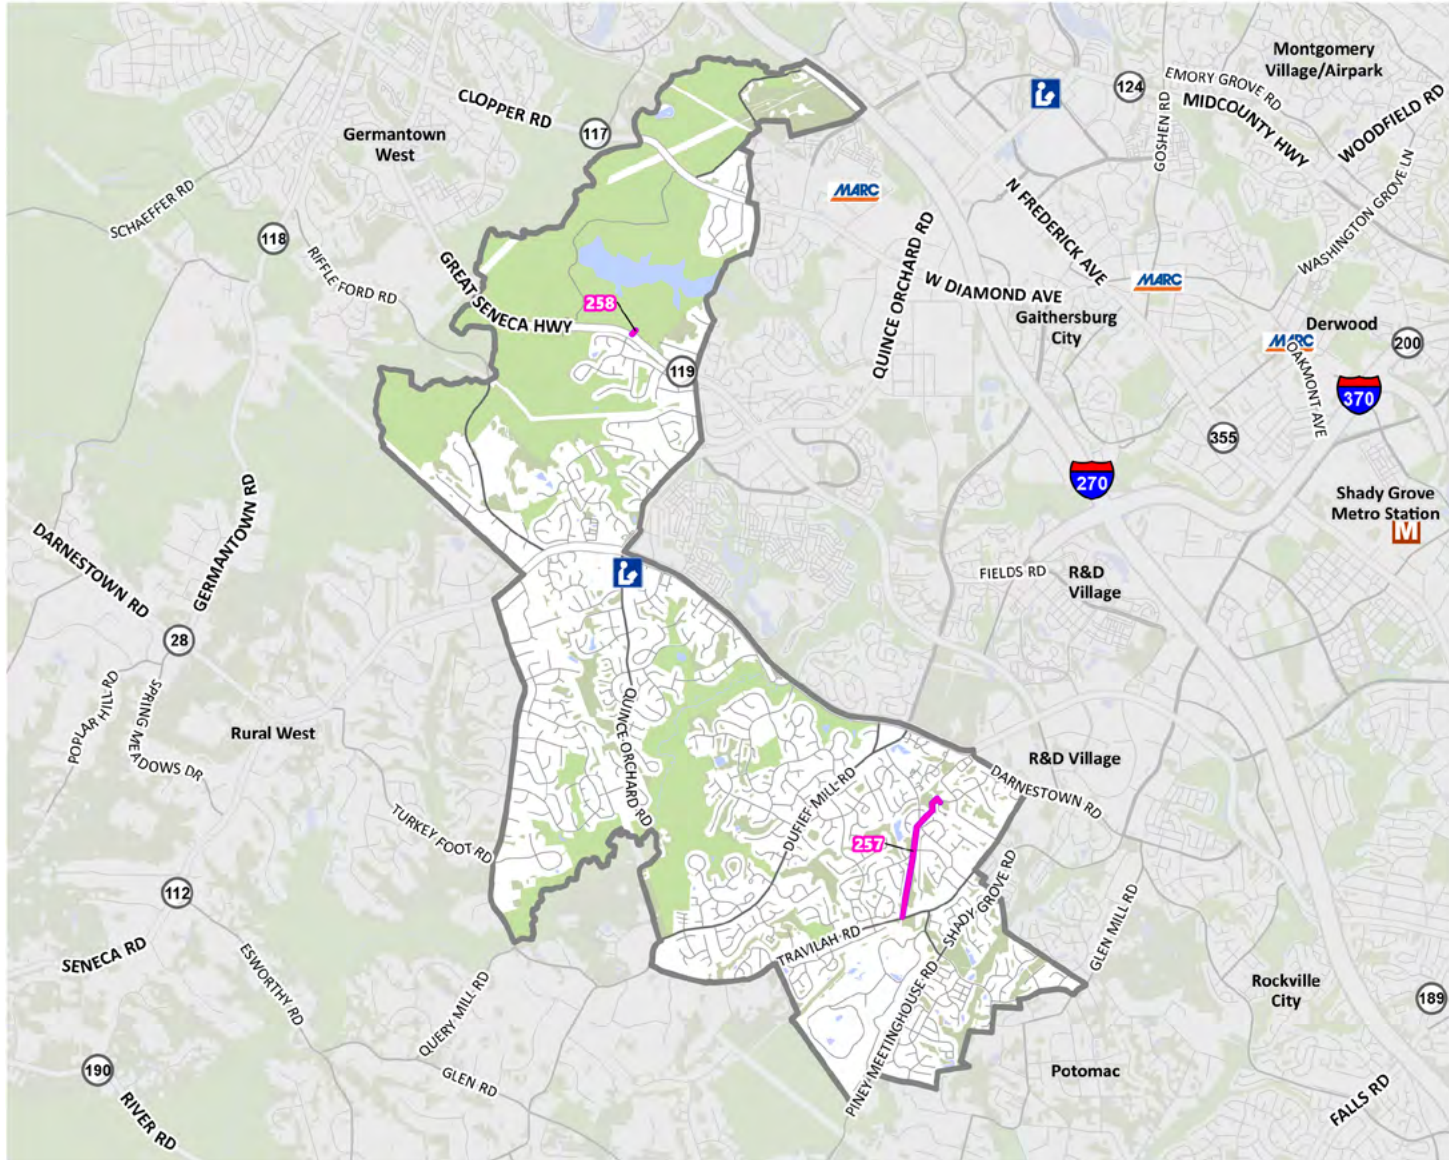 Montgomery
Village/Airpark
EMORY GROVE RD
124
MIDCOUNTY HWY
WOODFIELD RD
GOSHEN RD
CLOPPER RD
117
Germantown
West
WASHINGTON GROVE LN
MARC
N FREDERICK AVE
SCHAEFFER RD
118
RIFFLE FORD RD
QUINCE ORCHARD RD
GREAT SENECA HWY
W DIAMOND AVE
MARC
258
Gaithersburg
City
Derwood
MARC
200
OAKMONT AVE
119
370
355
270
Shady Grove
Metro Station
M
DARNESTOWN RD
GERMANTOWN RD
FIELDS RD
R&D
Village
28
POPLAR HILL RD
SPRING MEADOWS DR
QUINCE ORCHARD RD
Rural West
R&D Village
DARNESTOWN RD
DUFIEF MILL RD
TURKEY FOOT RD
257
112
SHADY GROVE RD
GLEN MILL RD
TRAVILAH RD
SENECA RD
ESWORTHY RD
Rockville
City
189
QUERY MILL RD
PINEY MEETINGHOUSE RD
190
GLEN RD
Potomac
RIVER RD
FALLS RD